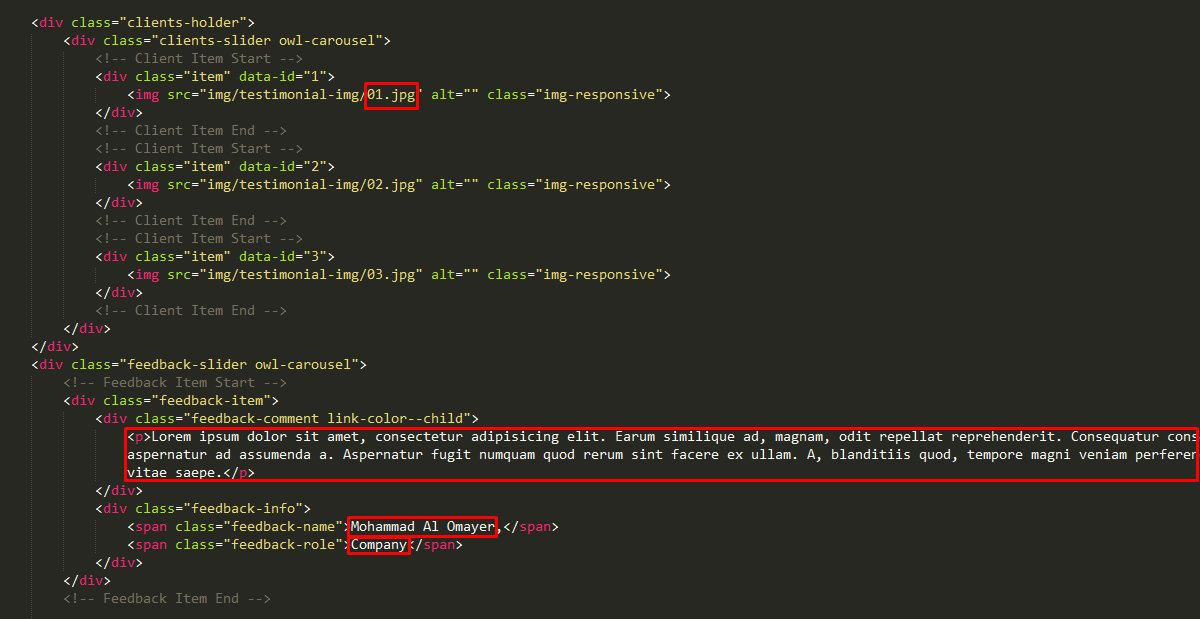 <div class="clients-holder">
<div class="clients-slider owl-carousel">
<!-- Client Item Start -->
<div class="item" data-id="1">
<img src="img/testimonial-img/01.jpg" alt="" class="img-responsive">
</div>
<!-- Client Item End -->
<!-- Client Item Start -->
<div class="item" data-id="2">
<img src="img/testimonial-img/02.jpg" alt="" class="img-responsive">
</div>
<!-- Client Item End -->
<!-- Client Item Start -->
<div class="item" data-id="3">
<img src="img/testimonial-img/03.jpg" alt="" class="img-responsive">
</div>
<!-- Client Item End -->
</div>
</div>
<div class="feedback-slider owl-carousel">
<!-- Feedback Item Start -->
<div class="feedback-item">
<div class="feedback-comment link-color--child">
<p>Lorem ipsum dolor sit amet, consectetur adipisicing elit. Earum similique ad, magnam, odit repellat reprehenderit. Consequatur cons
aspernatur ad assumenda a. Aspernatur fugit numquam quod rerum sint facere ex ullam. A, blanditiis quod, tempore magni veniam perferen
vitae saepe.</p>
</div>
<div class="feedback-info">
<span class="feedback-name">Mohammad Al Omayer,</span>
<span class="feedback-role">Company</span>
</div>
</div>
<!-- Feedback Item End -->